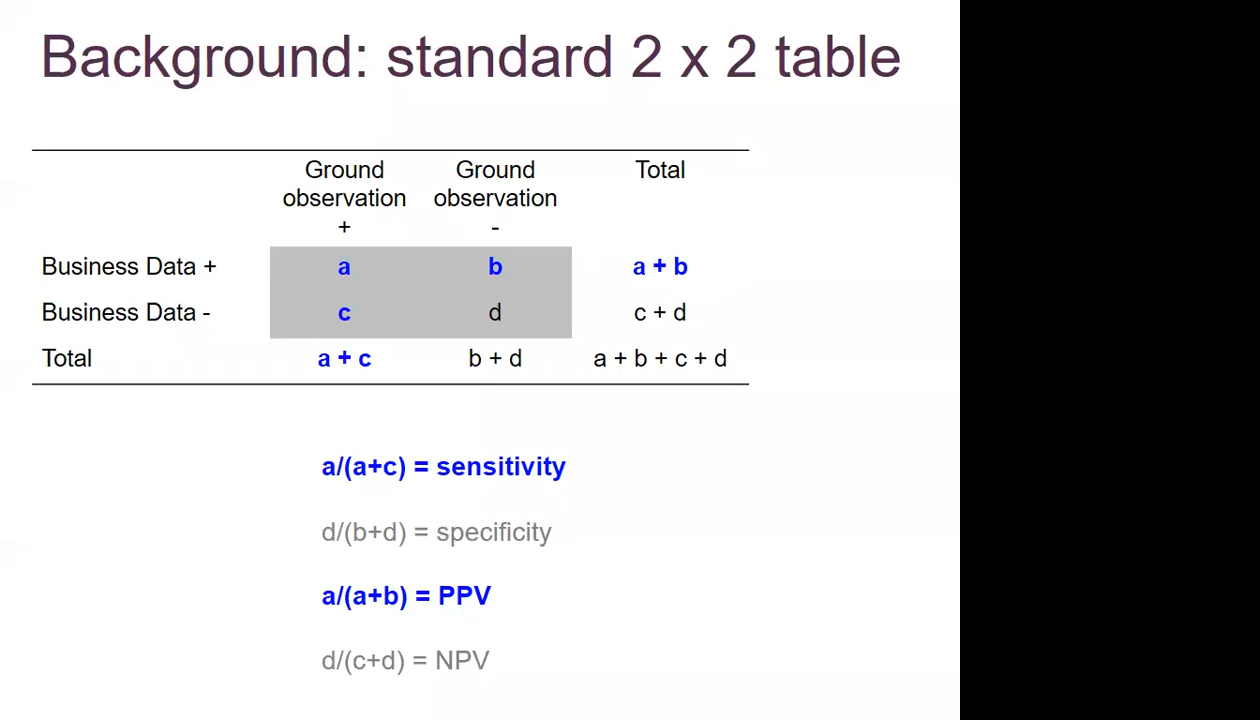 Background: standard 2 x 2 table
Ground observation + Ground observation - Total
Business Data + a b a + b
Business Data - c d c + d
Total a + c b + d a + b + c + d
a/(a+c) = sensitivity
d/(b+d) = specificity
a/(a+b) = PPV
d/(c+d) = NPV